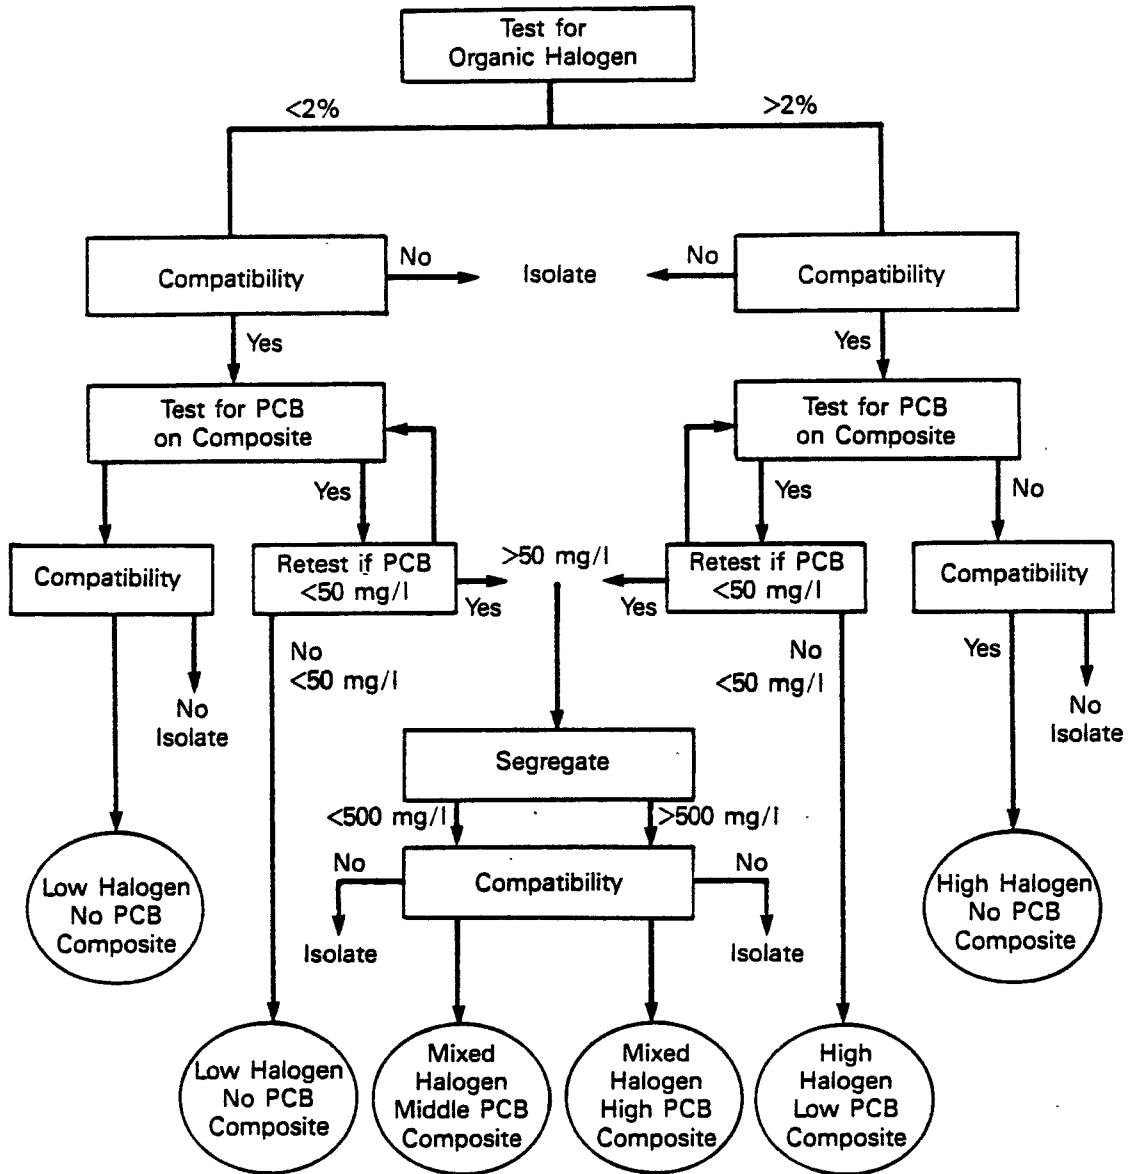 Test for
Organic Halogen
<2%
>2%
Compatibility
No
Isolate
No
Compatibility
Yes
Yes
Test for PCB
on Composite
Test for PCB
on Composite
Yes
Yes
No
Compatibility
Retest if PCB
<50 mg/l
Yes
>50 mg/l
Yes
Retest if PCB
<50 mg/l
Compatibility
No
<50 mg/l
No
<50 mg/l
Yes
No
Isolate
No
Isolate
Segregate
<500 mg/l
>500 mg/l
No
Compatibility
No
Isolate
Isolate
Low Halogen
No PCB
Composite
High Halogen
No PCB
Composite
Low Halogen
No PCB
Composite
Mixed
Halogen
Middle PCB
Composite
Mixed
Halogen
High PCB
Composite
High
Halogen
Low PCB
Composite